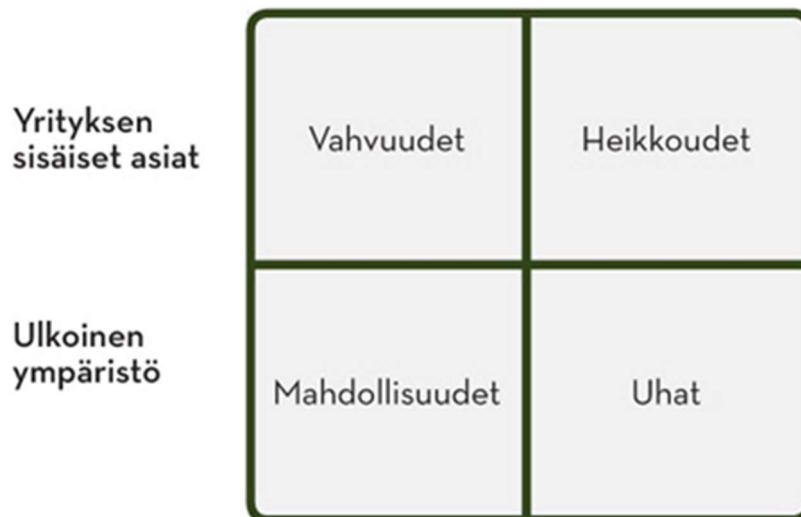 Yrityksen
sisäiset asiat
Vahvuudet
Heikkoudet
Ulkoinen
ympäristö
Mahdollisuudet
Uhat